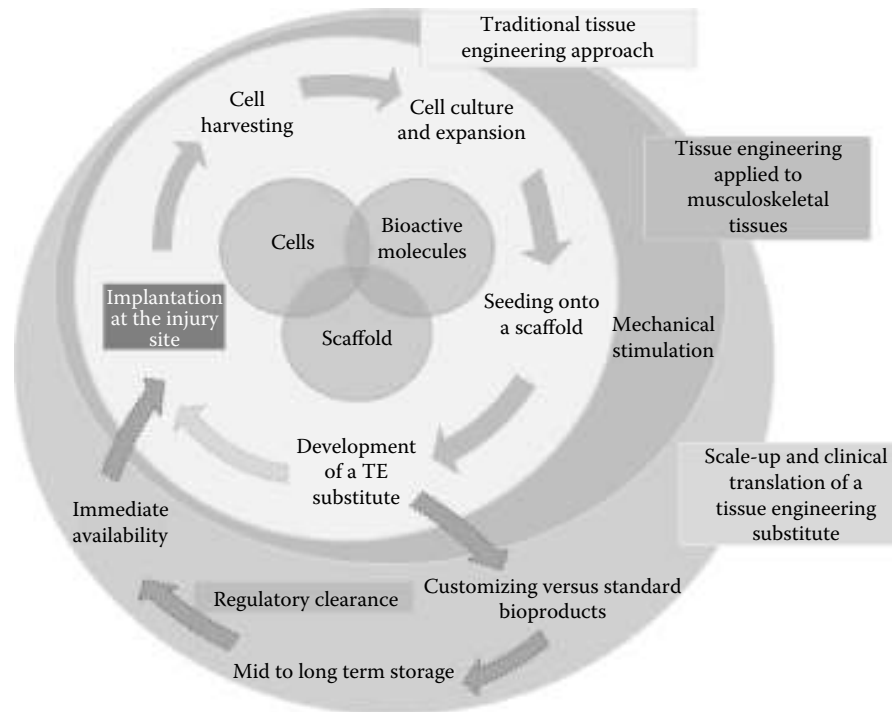 Traditional tissue
engineering approach
Cell
harvesting
Cell culture
and expansion
Tissue engineering
applied to
musculoskeletal
tissues
Cells
Bioactive
molecules
Implantation
at the injury
site
Scaffold
Seeding onto
a scaffold
Mechanical
stimulation
Development
of a TE
substitute
Scale-up and clinical
translation of a
tissue engineering
substitute
Immediate
availability
Regulatory clearance
Customizing versus standard
bioproducts
Mid to long term storage